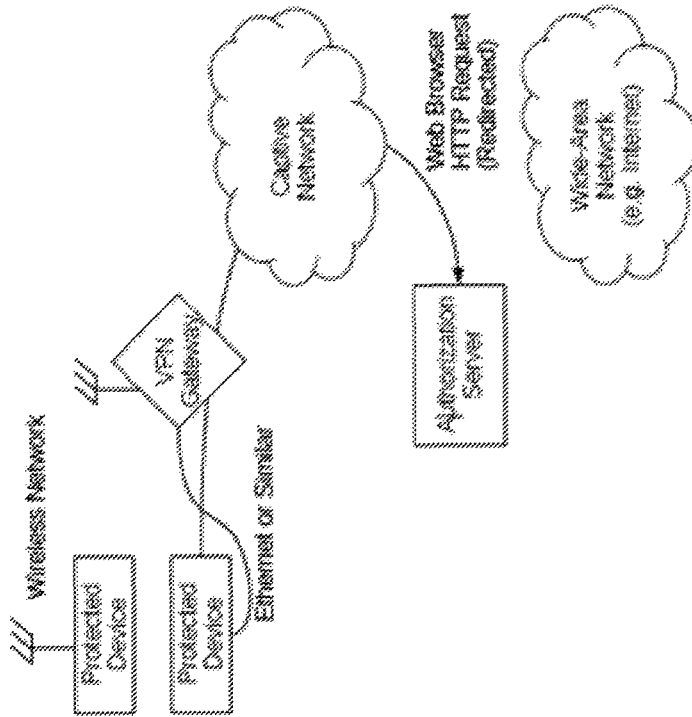 Wireless Network
Protected
Device
Protected
Device
Ethernet or Similar
VPN
Gateway
Captive
Network
Authorization
Server
Web Browser
HTTP Request
(Redirected)
Wide-Area
Network
(e.g. Internet)